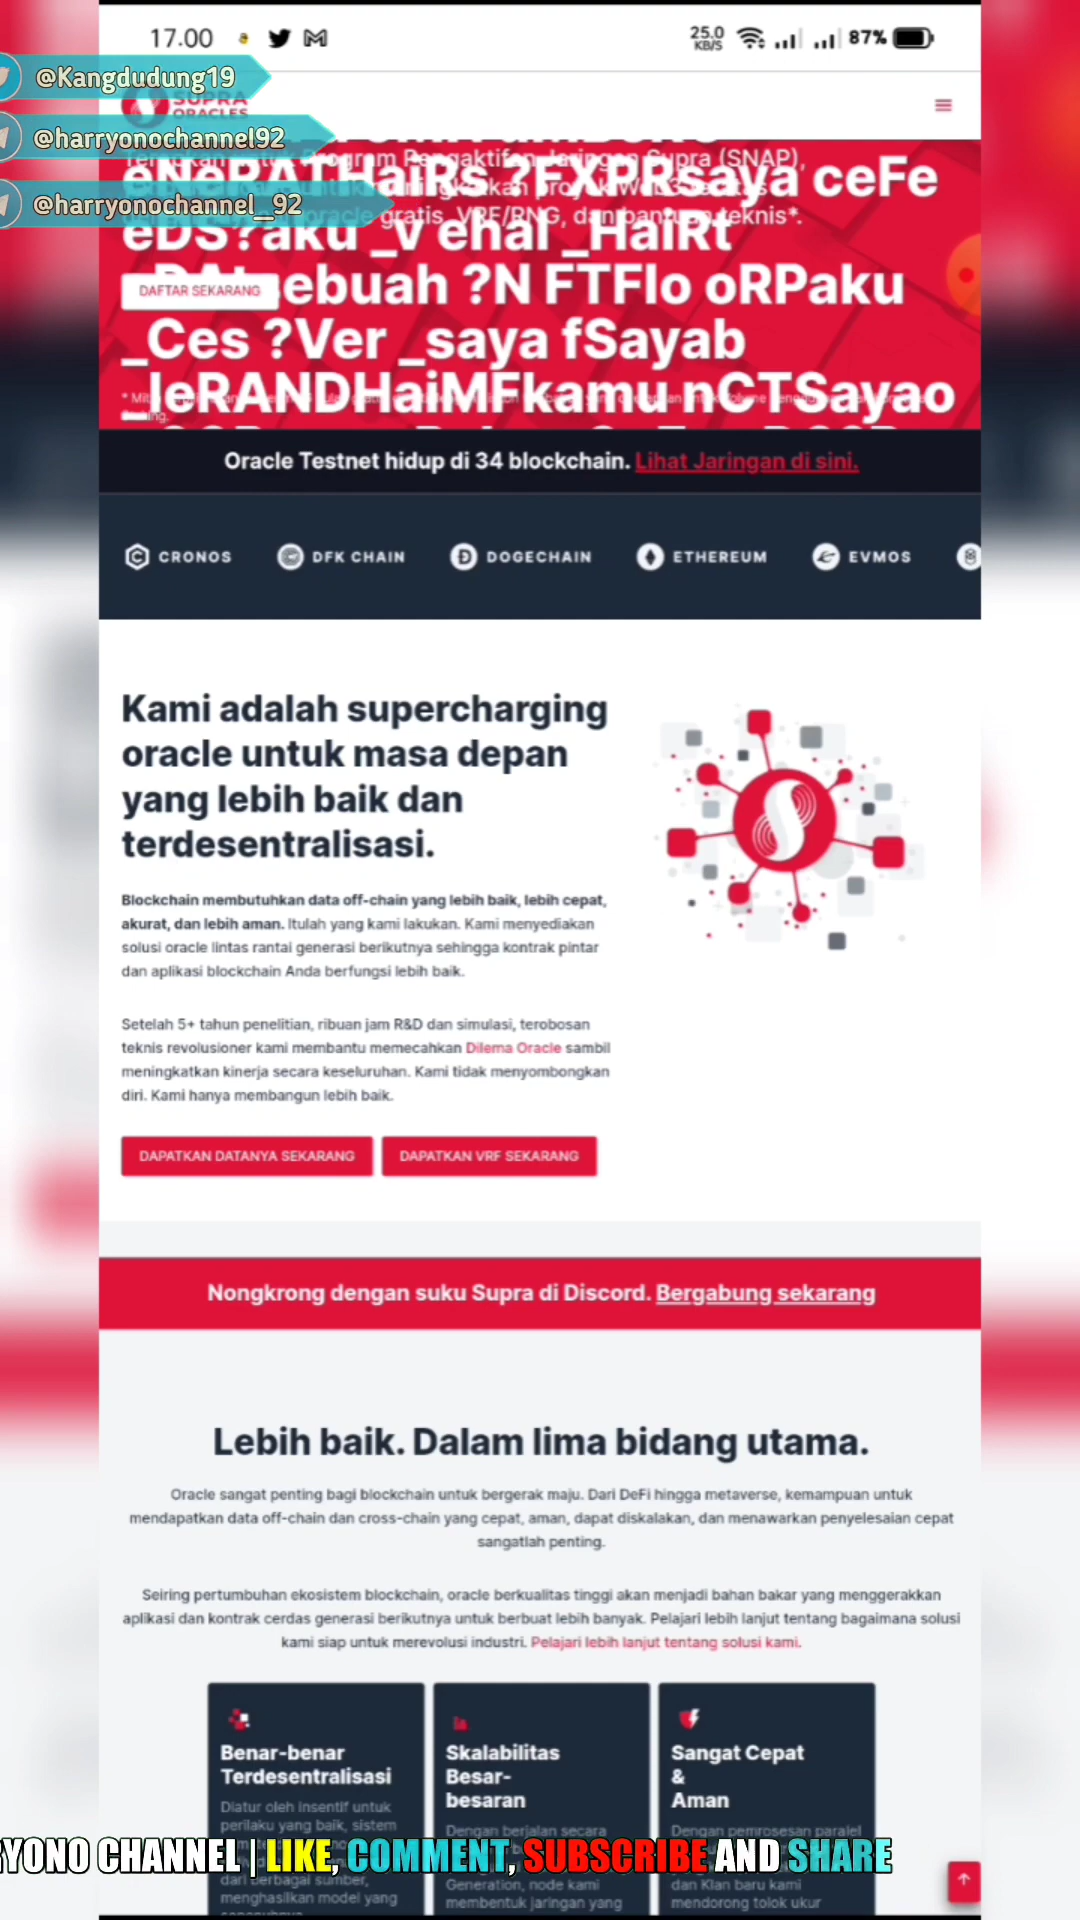 17.00
25.0
KB/S
87%
@Kangdudung19
SUPRA
ORACLES
@harryonochannel92
Program Pengaktifan Jaringan Supra (SNAP),
eNeRATHaiRs ?FXPRsaya ceFe
@harryonochannel_92
gratis, VRF/RNG, dan bantuan teknis*.
eDS?aku _v ehal _HaiRt
DAFTAR SEKARANG
ebuah ?N FTFlo oRPaku
_Ces ?Ver _saya fSayab
_leRANDHaiMFkamu nCTSayao
Oracle Testnet hidup di 34 blockchain. Lihat Jaringan di sini.
CRONOS DFK CHAIN DOGECHAIN ETHEREUM EVMOS
Kami adalah supercharging
oracle untuk masa depan
yang lebih baik dan
terdesentralisasi.
Blockchain membutuhkan data off-chain yang lebih baik, lebih cepat,
akurat, dan lebih aman. Itulah yang kami lakukan. Kami menyediakan
solusi oracle lintas rantai generasi berikutnya sehingga kontrak pintar
dan aplikasi blockchain Anda berfungsi lebih baik.
Setelah 5+ tahun penelitian, ribuan jam R&D dan simulasi, terobosan
teknis revolusioner kami membantu memecahkan Dilema Oracle sambil
meningkatkan kinerja secara keseluruhan. Kami tidak menyombongkan
diri. Kami hanya membangun lebih baik.
DAPATKAN DATANYA SEKARANG DAPATKAN VRF SEKARANG
Nongkrong dengan suku Supra di Discord. Bergabung sekarang
Lebih baik. Dalam lima bidang utama.
Oracle sangat penting bagi blockchain untuk bergerak maju. Dari DeFi hingga metaverse, kemampuan untuk
mendapatkan data off-chain dan cross-chain yang cepat, aman, dapat diskalakan, dan menawarkan penyelesaian cepat
sangatlah penting.
Seiring pertumbuhan ekosistem blockchain, oracle berkualitas tinggi akan menjadi bahan bakar yang menggerakkan
aplikasi dan kontrak cerdas generasi berikutnya untuk berbuat lebih banyak. Pelajari lebih lanjut tentang bagaimana solusi
kami siap untuk merevolusi industri. Pelajari lebih lanjut tentang solusi kami.
Benar-benar
Terdesentralisasi
Diatur oleh insentif untuk
perilaku yang baik, sistem
dari berbagai sumber,
menghasilkan model yang
Skalabilitas
Besar-
besaran
Dengan berjalan secara
Generation, node kami
membentuk jaringan yang
Sangat Cepat
&
Aman
Dengan pemrosesan paralel
dan Klan baru kami
mendorong tolok ukur
RYONO CHANNEL | LIKE, COMMENT, SUBSCRIBE AND SHARE